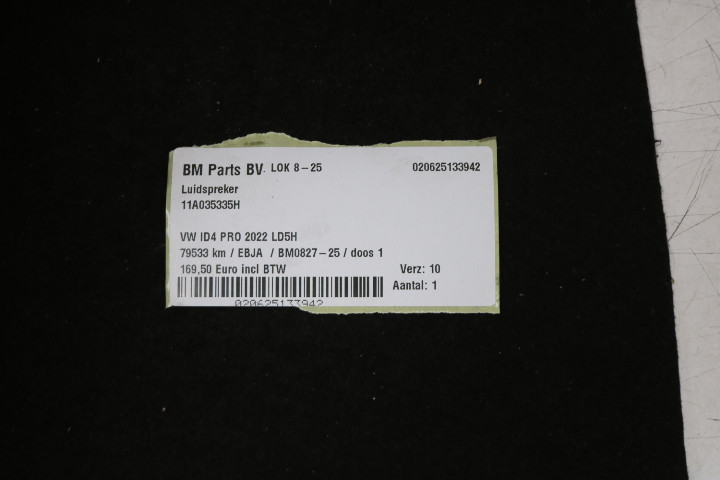 BM Parts BV. LOK 8-25 020625133942
Luidspreker
11A035335H
VW ID4 PRO 2022 LD5H
79533 km / EBJA / BM0827-25 / doos 1
169,50 Euro incl BTW Verz: 10
Aantal: 1
020625133942